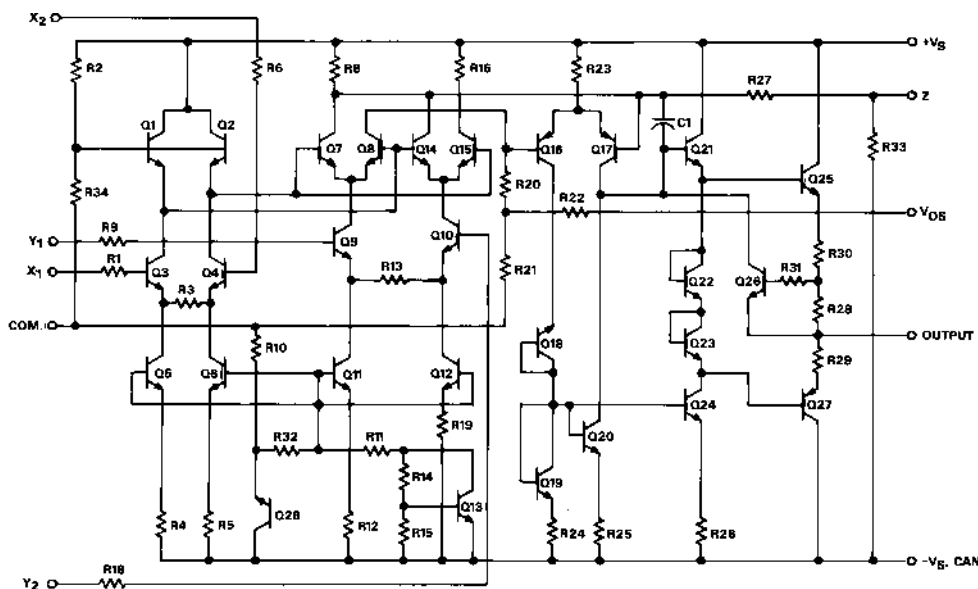 X2
R2
R6
R8
R16
R23
+VS
R27
Z
C1
Q1
Q2
Q7
Q8
Q14
Q15
Q16
Q17
Q21
R33
R34
R20
R22
Q25
VOS
Y1
R9
Q9
Q10
R30
X1
R1
Q3
Q4
R13
R21
Q22
Q26
R31
R3
R28
COM.
R10
Q18
Q23
OUTPUT
R29
Q5
Q6
Q11
Q12
Q24
Q27
R19
Q20
R32
R11
R14
Q19
Q28
Q13
R4
R5
R12
R15
R24
R25
R26
-VS, CAN
Y2
R18